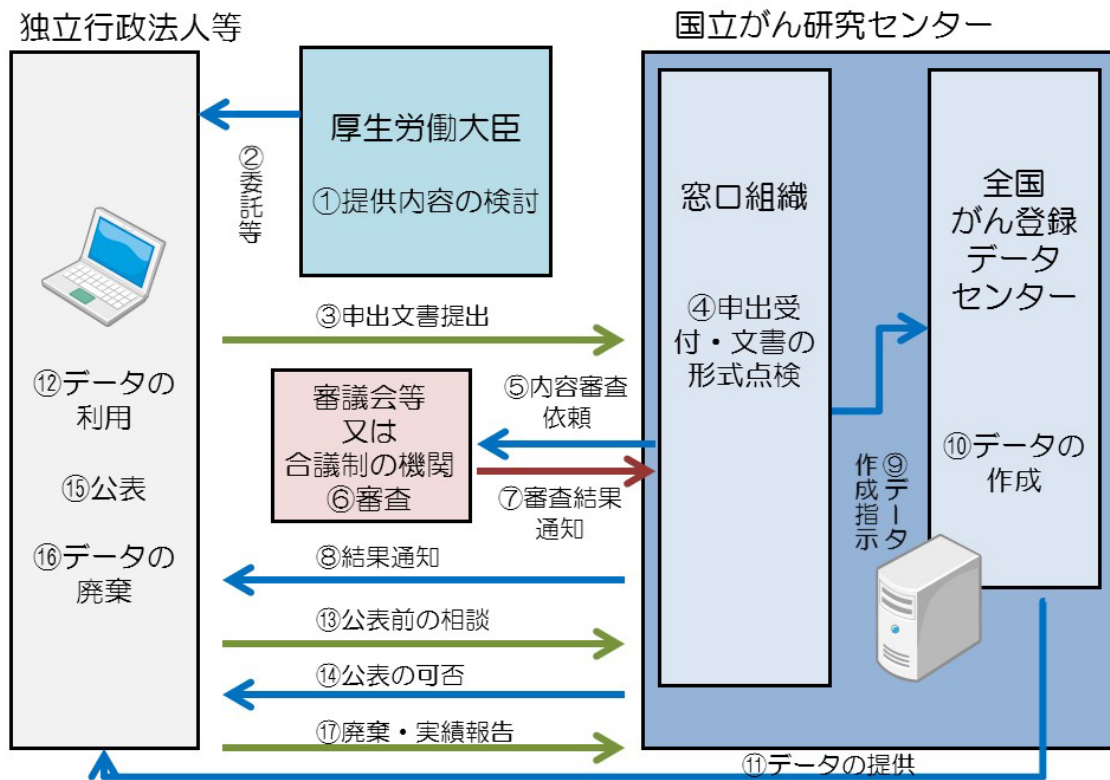 独立行政法人等
国立がん研究センター
厚生労働大臣
①提供内容の検討
②委託等
窓口組織
④申出受
付・文書の
形式点検
全国
がん登録
データ
センター
③申出文書提出
⑫データの
利用
⑮公表
⑯データの
廃棄
審議会等
又は
合議制の機関
⑥審査
⑤内容審査
依頼
⑦審査結果
通知
⑨データ
作成指示
⑩データの
作成
⑧結果通知
⑬公表前の相談
⑭公表の可否
⑰廃棄・実績報告
⑪データの提供